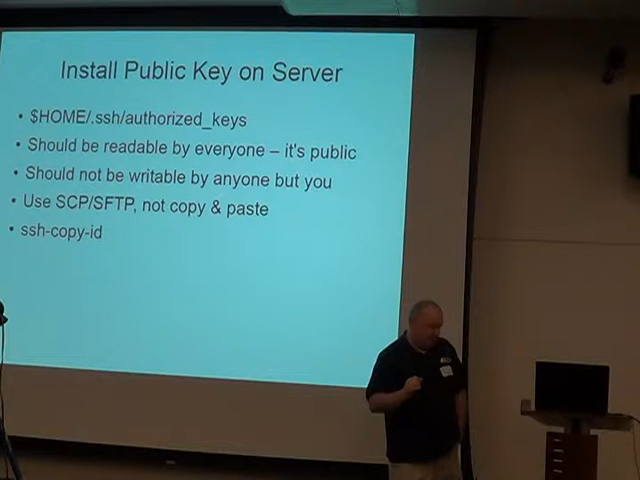 Install Public Key on Server
• $HOME/.ssh/authorized_keys
• Should be readable by everyone – it's public
• Should not be writable by anyone but you
• Use SCP/SFTP, not copy & paste
• ssh-copy-id